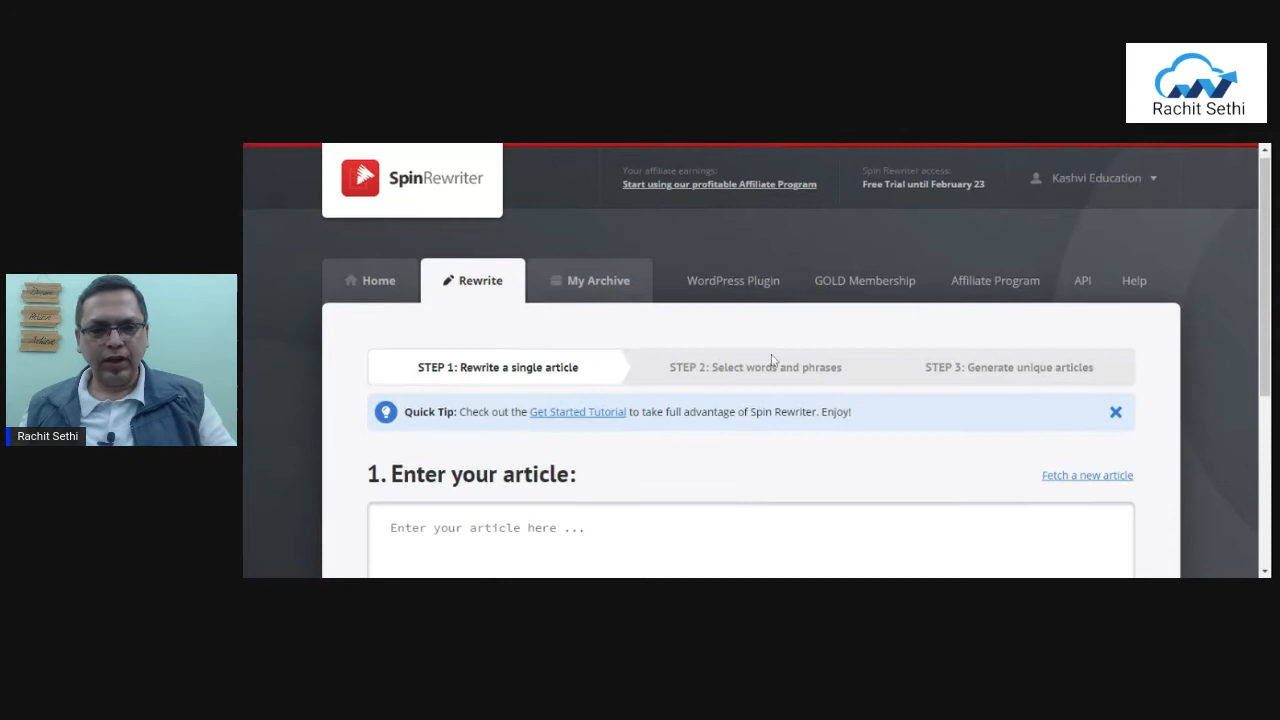 Rachit Sethi
SpinRewriter
Your affiliate earnings:
Start using our profitable Affiliate Program
Spin Rewriter access:
Free Trial until February 23
Kashvi Education
Home
Rewrite
My Archive
WordPress Plugin
GOLD Membership
Affiliate Program
API
Help
STEP 1: Rewrite a single article
STEP 2: Select words and phrases
STEP 3: Generate unique articles
Quick Tip: Check out the Get Started Tutorial to take full advantage of Spin Rewriter. Enjoy!
1. Enter your article:
Fetch a new article
Enter your article here ...
Dream
Believe
Achieve
Rachit Sethi